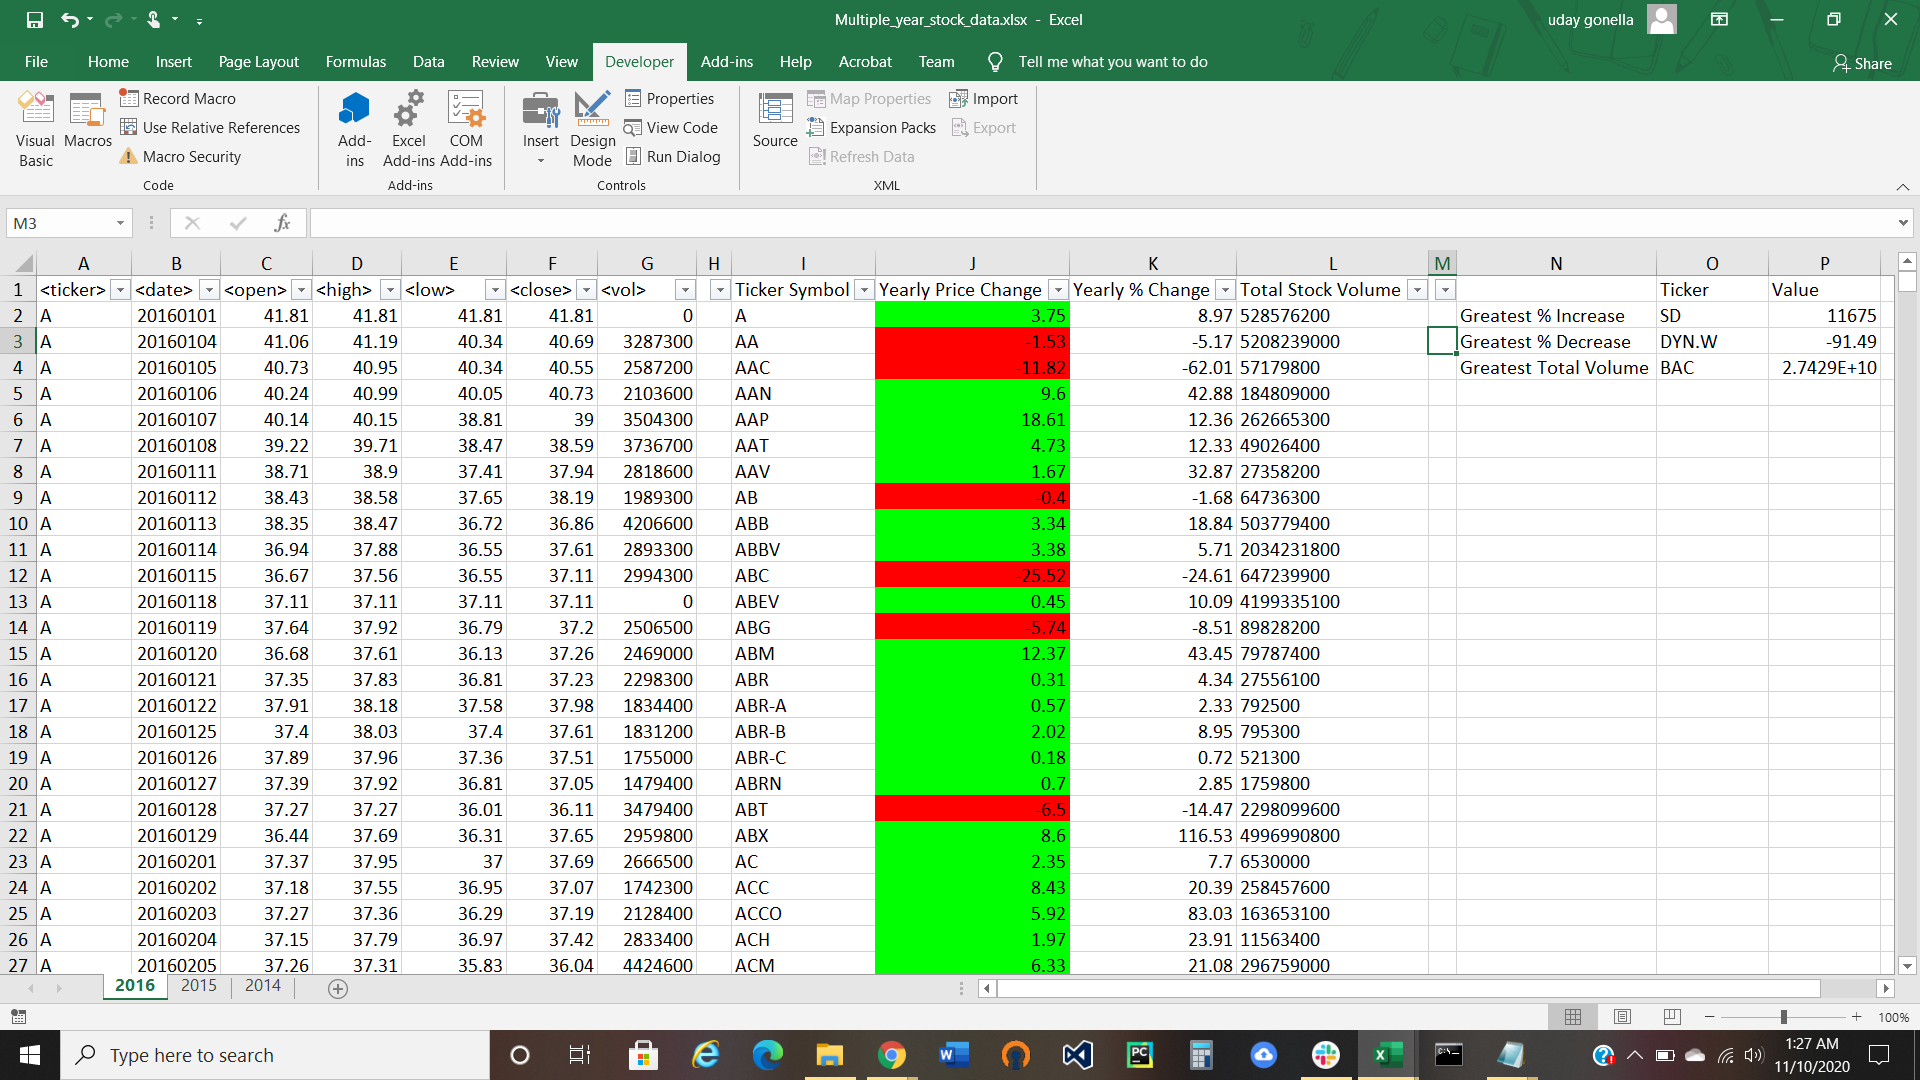 Multiple_year_stock_data.xlsx - Excel
uday gonella
File Home Insert Page Layout Formulas Data Review View Developer Add-ins Help Acrobat Team Tell me what you want to do Share
Visual Basic
Macros
Record Macro
Use Relative References
Macro Security
Code
Add-ins
Excel Add-ins
COM Add-ins
Add-ins
Insert
Design Mode
Properties
View Code
Run Dialog
Controls
Source
Map Properties
Expansion Packs
Refresh Data
Import
Export
XML
M3
fx
A B C D E F G H I J K L M N O P
1 <ticker> <date> <open> <high> <low> <close> <vol> Ticker Symbol Yearly Price Change Yearly % Change Total Stock Volume Ticker Value
2 A 20160101 41.81 41.81 41.81 41.81 0 A 3.75 8.97 528576200 Greatest % Increase SD 11675
3 A 20160104 41.06 41.19 40.34 40.69 3287300 AA -1.53 -5.17 5208239000 Greatest % Decrease DYN.W -91.49
4 A 20160105 40.73 40.95 40.34 40.55 2587200 AAC -11.82 -62.01 57179800 Greatest Total Volume BAC 2.7429E+10
5 A 20160106 40.24 40.99 40.05 40.73 2103600 AAN 9.6 42.88 184809000
6 A 20160107 40.14 40.15 38.81 39 3504300 AAP 18.61 12.36 262665300
7 A 20160108 39.22 39.71 38.47 38.59 3736700 AAT 4.73 12.33 49026400
8 A 20160111 38.71 38.9 37.41 37.94 2818600 AAV 1.67 32.87 27358200
9 A 20160112 38.43 38.58 37.65 38.19 1989300 AB -0.4 -1.68 64736300
10 A 20160113 38.35 38.47 36.72 36.86 4206600 ABB 3.34 18.84 503779400
11 A 20160114 36.94 37.88 36.55 37.61 2893300 ABBV 3.38 5.71 2034231800
12 A 20160115 36.67 37.56 36.55 37.11 2994300 ABC -25.52 -24.61 647239900
13 A 20160118 37.11 37.11 37.11 37.11 0 ABEV 0.45 10.09 4199335100
14 A 20160119 37.64 37.92 36.79 37.2 2506500 ABG -5.74 -8.51 89828200
15 A 20160120 36.68 37.61 36.13 37.26 2469000 ABM 12.37 43.45 79787400
16 A 20160121 37.35 37.83 36.81 37.23 2298300 ABR 0.31 4.34 27556100
17 A 20160122 37.91 38.18 37.58 37.98 1834400 ABR-A 0.57 2.33 792500
18 A 20160125 37.4 38.03 37.4 37.61 1831200 ABR-B 2.02 8.95 795300
19 A 20160126 37.89 37.96 37.36 37.51 1755000 ABR-C 0.18 0.72 521300
20 A 20160127 37.39 37.92 36.81 37.05 1479400 ABRN 0.7 2.85 1759800
21 A 20160128 37.27 37.27 36.01 36.11 3479400 ABT -6.5 -14.47 2298099600
22 A 20160129 36.44 37.69 36.31 37.65 2959800 ABX 8.6 116.53 4996990800
23 A 20160201 37.37 37.95 37 37.69 2666500 AC 2.35 7.7 6530000
24 A 20160202 37.18 37.55 36.95 37.07 1742300 ACC 8.43 20.39 258457600
25 A 20160203 37.27 37.36 36.29 37.19 2128400 ACCO 5.92 83.03 163653100
26 A 20160204 37.15 37.79 36.97 37.42 2833400 ACH 1.97 23.91 11563400
27 A 20160205 37.26 37.31 35.83 36.04 4424600 ACM 6.33 21.08 296759000
2016 2015 2014
100%
Type here to search
1:27 AM
11/10/2020